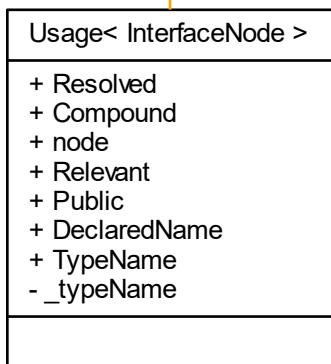 Usage< InterfaceNode >
+ Resolved
+ Compound
+ node
+ Relevant
+ Public
+ DeclaredName
+ TypeName
- _typeName